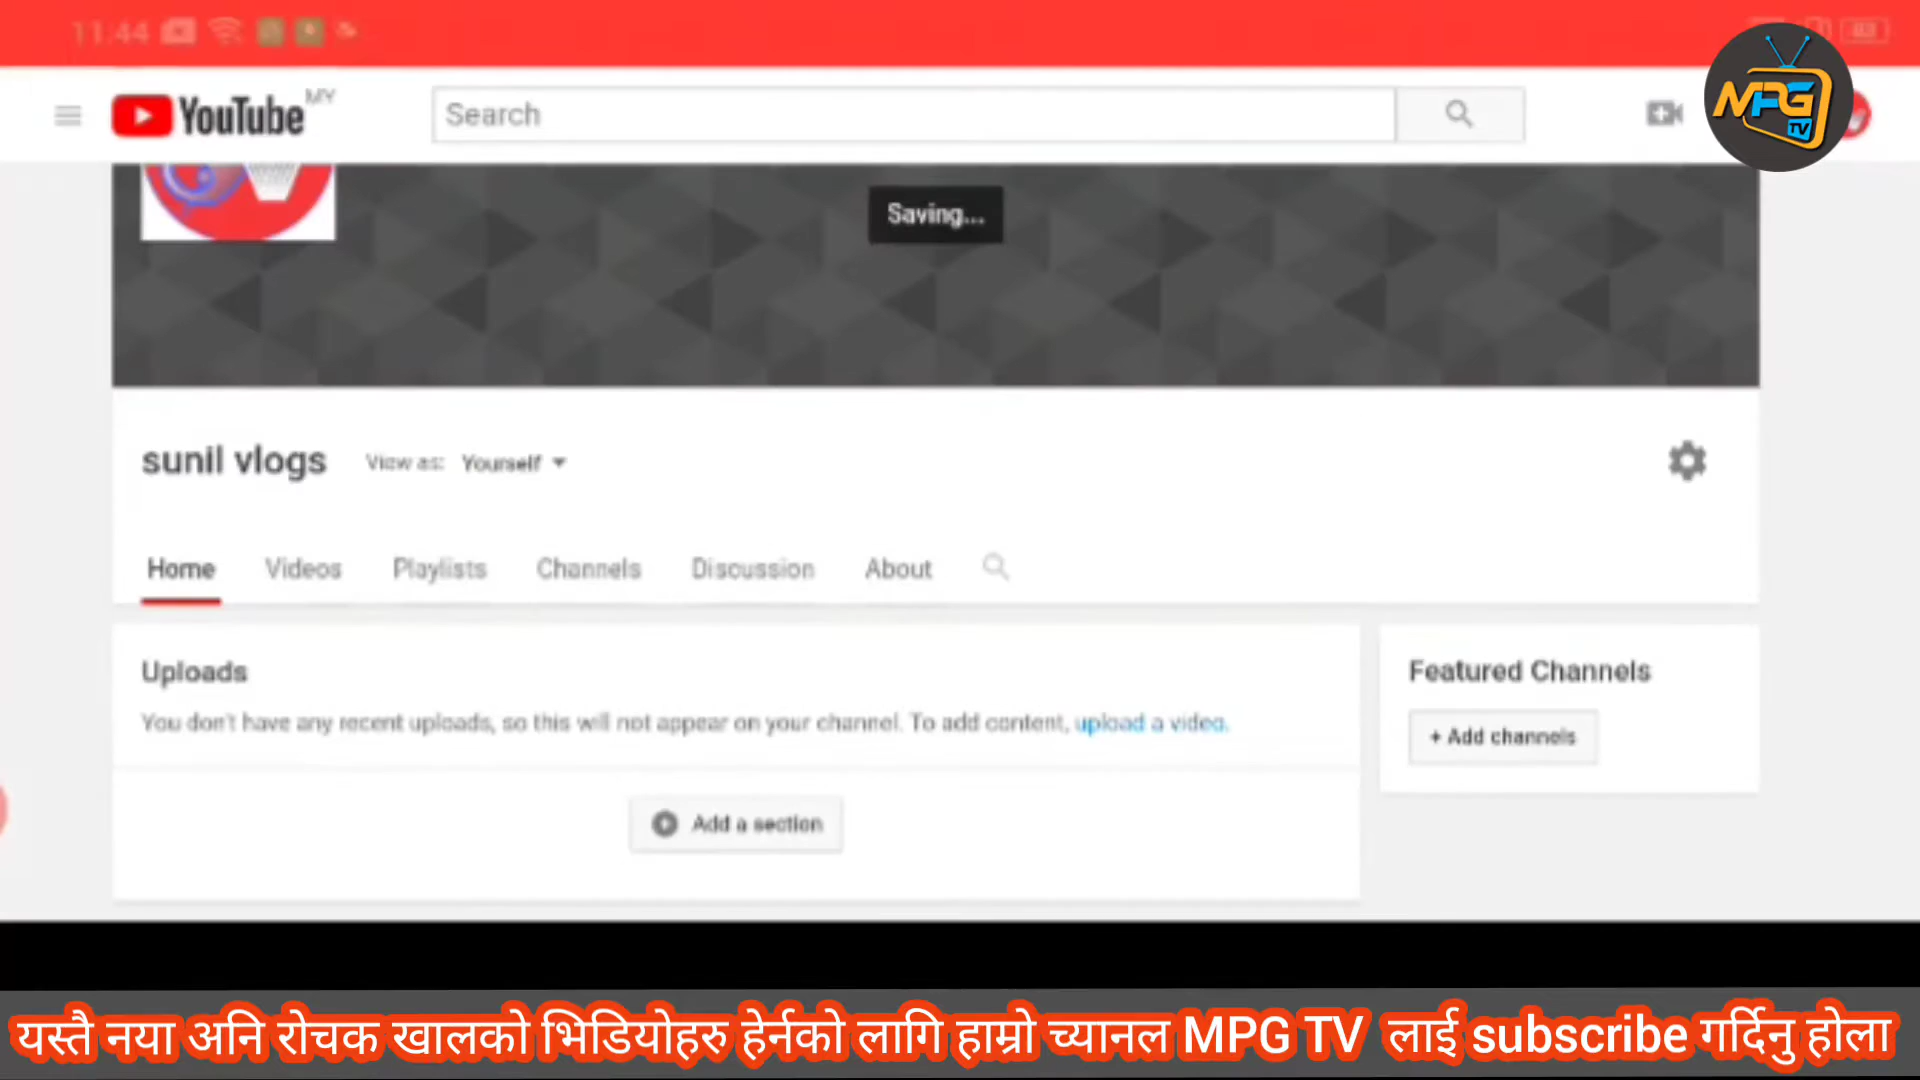 11:44
YouTube MY
Search
MPG
TV
Saving...
sunil vlogs View as: Yourself
Home Videos Playlists Channels Discussion About
Uploads
You don't have any recent uploads, so this will not appear on your channel. To add content, upload a video.
Add a section
Featured Channels
+ Add channels
यस्तै नया अनि रोचक खालको भिडियोहरु हेर्नको लागि हाम्रो च्यानल MPG TV लाई subscribe गर्दिनु होला